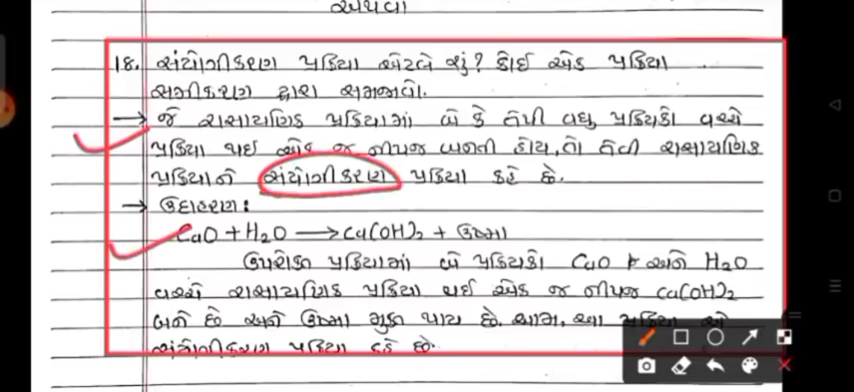 અથવા
18. સંયોગીકરણ પ્રક્રિયા એટલે શું? કોઈ એક પ્રક્રિયા
સમીકરણ દ્વારા સમજાવો.
→ જે રાસાયણિક પ્રક્રિયામાં બે કે તેથી વધુ પ્રક્રિયકો વચ્ચે
પ્રક્રિયા થઈ એક જ નીપજ બનતી હોય, તો તેવી રાસાયણિક
પ્રક્રિયાને સંયોગીકરણ પ્રક્રિયા કહે છે.
→ ઉદાહરણ:
CaO + H₂O → Ca(OH)₂ + ઉષ્મા
ઉપરોક્ત પ્રક્રિયામાં બે પ્રક્રિયકો CaO અને H₂O
વચ્ચે રાસાયણિક પ્રક્રિયા થઈ એક જ નીપજ Ca(OH)₂
બને છે અને ઉષ્મા મુક્ત થાય છે. આમ, આ પ્રક્રિયા એ
સંયોગીકરણ પ્રક્રિયા કહે છે.